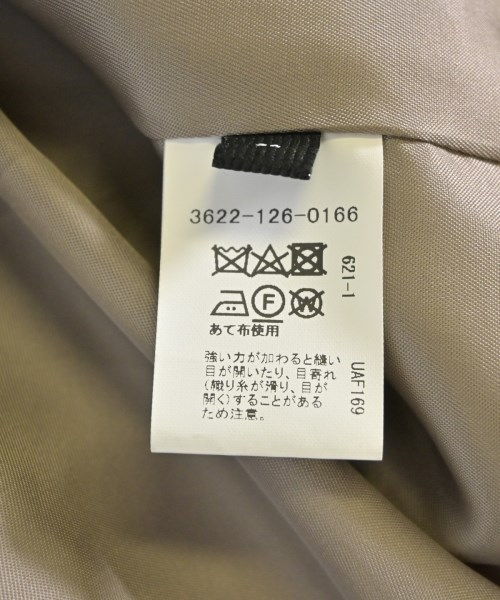 3622-126-0166
621-1
F
W
あて布使用
強い力が加わると縫い
目が開いたり、目寄れ
(織り糸が滑り、目が
開く)することがある
ため注意。
UAF169